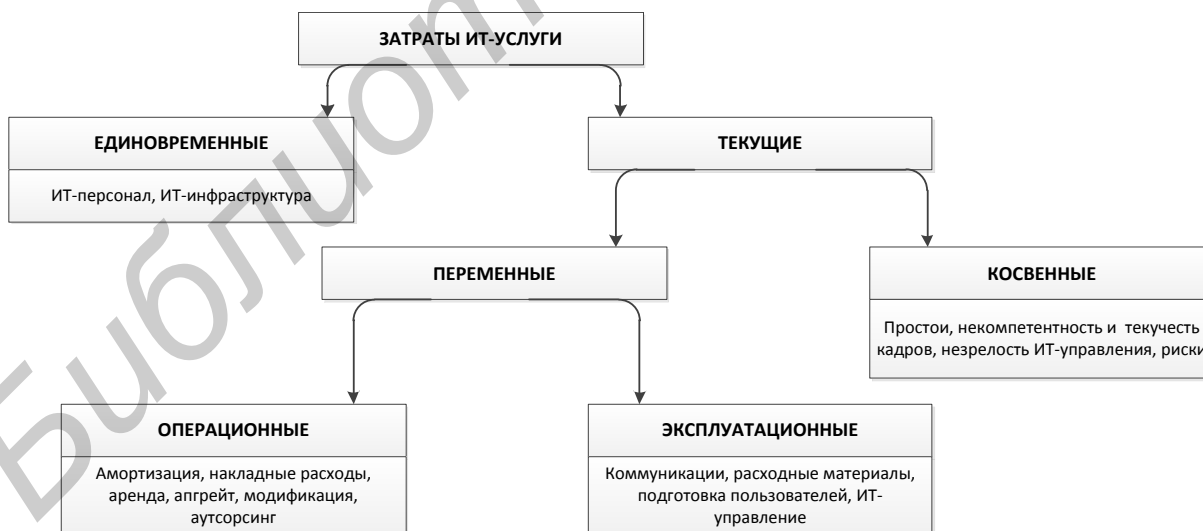 ЗАТРАТЫ ИТ-УСЛУГИ
ЕДИНОВРЕМЕННЫЕ
ИТ-персонал, ИТ-инфраструктура
ТЕКУЩИЕ
ПЕРЕМЕННЫЕ
КОСВЕННЫЕ
Простои, некомпетентность и текучесть
кадров, незрелость ИТ-управления, риски
ОПЕРАЦИОННЫЕ
Амортизация, накладные расходы,
аренда, апгрейт, модификация,
аутсорсинг
ЭКСПЛУАТАЦИОННЫЕ
Коммуникации, расходные материалы,
подготовка пользователей, ИТ-
управление